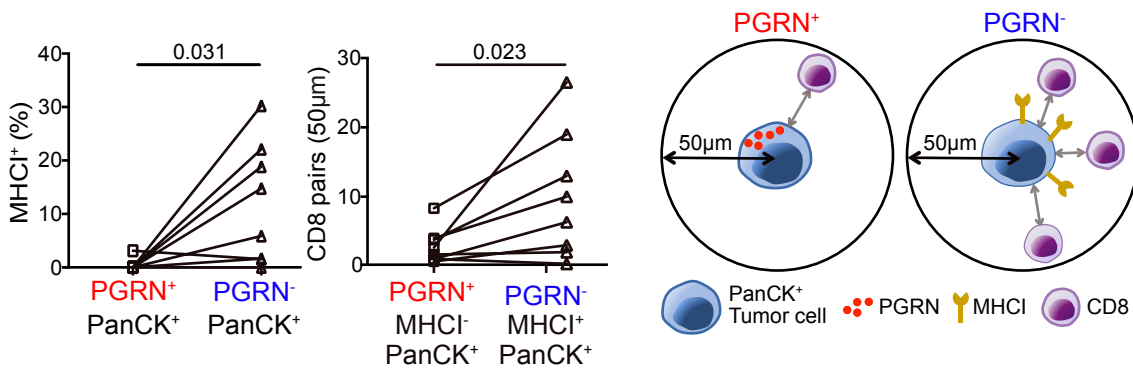 MHCI⁺ (%)
40
30
20
10
0
0.031
PGRN⁺
PanCK⁺
PGRN⁻
PanCK⁺
CD8 pairs (50µm)
30
20
10
0
0.023
PGRN⁺
MHCI⁻
PanCK⁺
PGRN⁻
MHCI⁺
PanCK⁺
PGRN⁺
50µm
PGRN⁻
50µm
PanCK⁺
Tumor cell
PGRN
MHCI
CD8